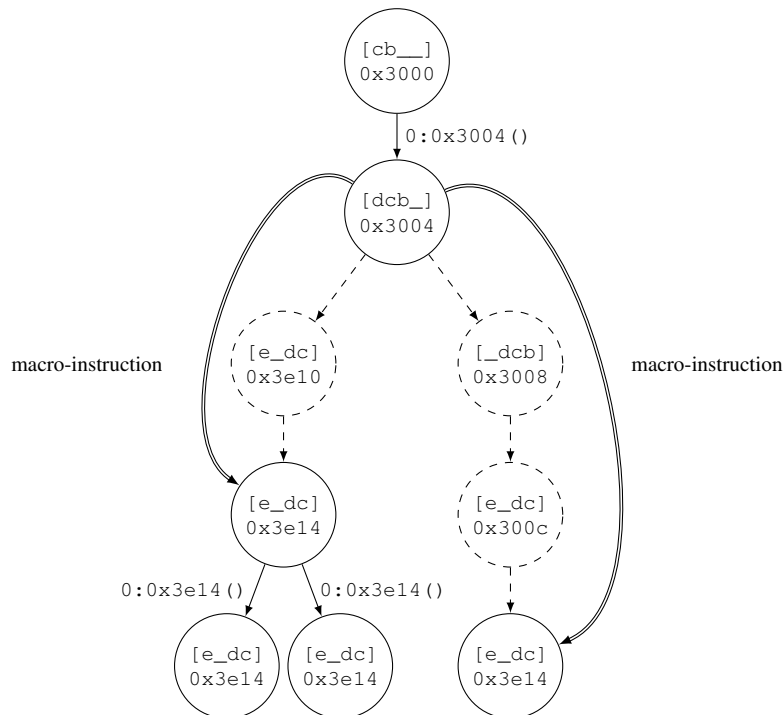 [cb__]
0x3000
0:0x3004()
[dcb_]
0x3004
[e_dc]
0x3e10
[_dcb]
0x3008
macro-instruction
macro-instruction
[e_dc]
0x3e14
[e_dc]
0x300c
0:0x3e14()
0:0x3e14()
[e_dc]
0x3e14
[e_dc]
0x3e14
[e_dc]
0x3e14